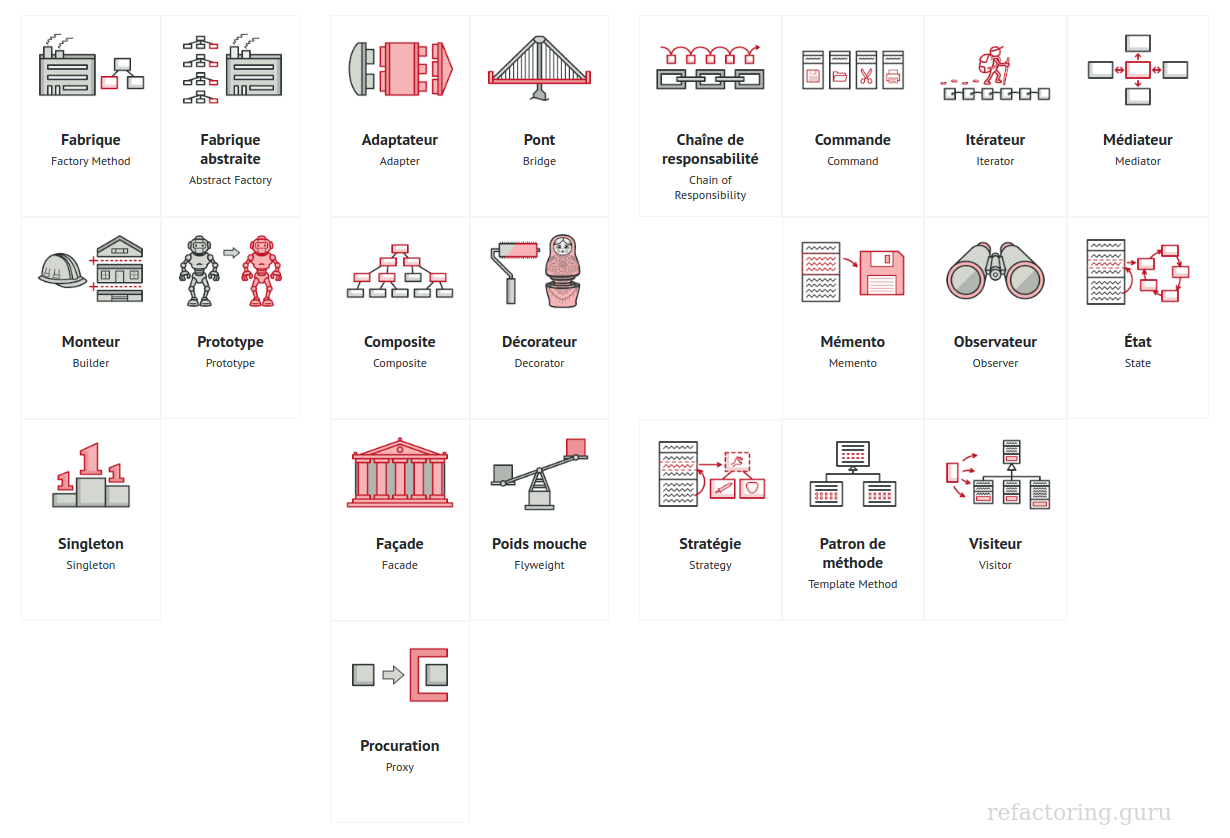 Fabrique
Factory Method
Fabrique
abstraite
Abstract Factory
Adaptateur
Adapter
Pont
Bridge
Chaîne de
responsabilité
Chain of
Responsibility
Commande
Command
Itérateur
Iterator
Médiateur
Mediator
Monteur
Builder
Prototype
Prototype
Composite
Composite
Décorateur
Decorator
Mémento
Memento
Observateur
Observer
État
State
1
1
1
Singleton
Singleton
Façade
Facade
Poids mouche
Flyweight
Stratégie
Strategy
Patron de
méthode
Template Method
Visiteur
Visitor
Procuration
Proxy
refactoring.guru